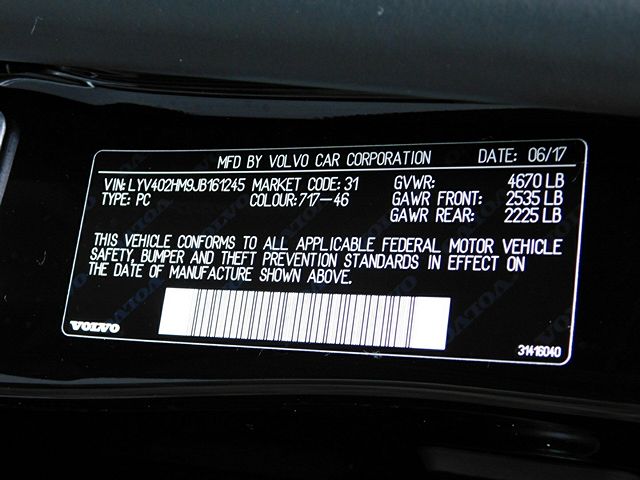 MFD BY VOLVO CAR CORPORATION DATE: 06/17
VIN:LYV402HM9JB161245 MARKET CODE: 31 GVWR: 4670 LB
TYPE: PC COLOUR:717-46 GAWR FRONT: 2535 LB
GAWR REAR: 2225 LB
THIS VEHICLE CONFORMS TO ALL APPLICABLE FEDERAL MOTOR VEHICLE
SAFETY, BUMPER AND THEFT PREVENTION STANDARDS IN EFFECT ON
THE DATE OF MANUFACTURE SHOWN ABOVE.
VOLVO 31416040